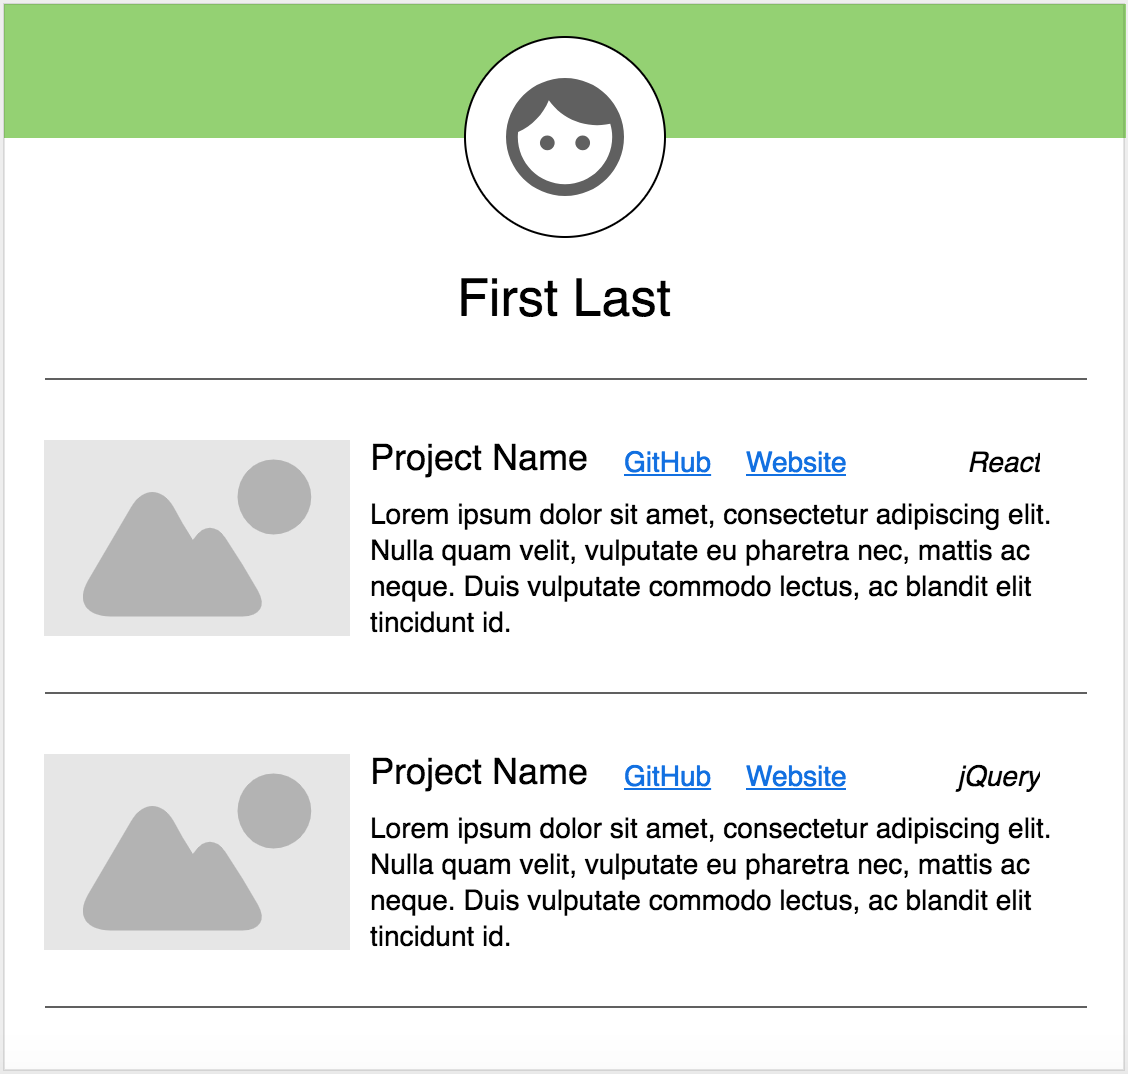 First Last
Project Name GitHub Website React
Lorem ipsum dolor sit amet, consectetur adipiscing elit.
Nulla quam velit, vulputate eu pharetra nec, mattis ac
neque. Duis vulputate commodo lectus, ac blandit elit
tincidunt id.
Project Name GitHub Website jQuery
Lorem ipsum dolor sit amet, consectetur adipiscing elit.
Nulla quam velit, vulputate eu pharetra nec, mattis ac
neque. Duis vulputate commodo lectus, ac blandit elit
tincidunt id.